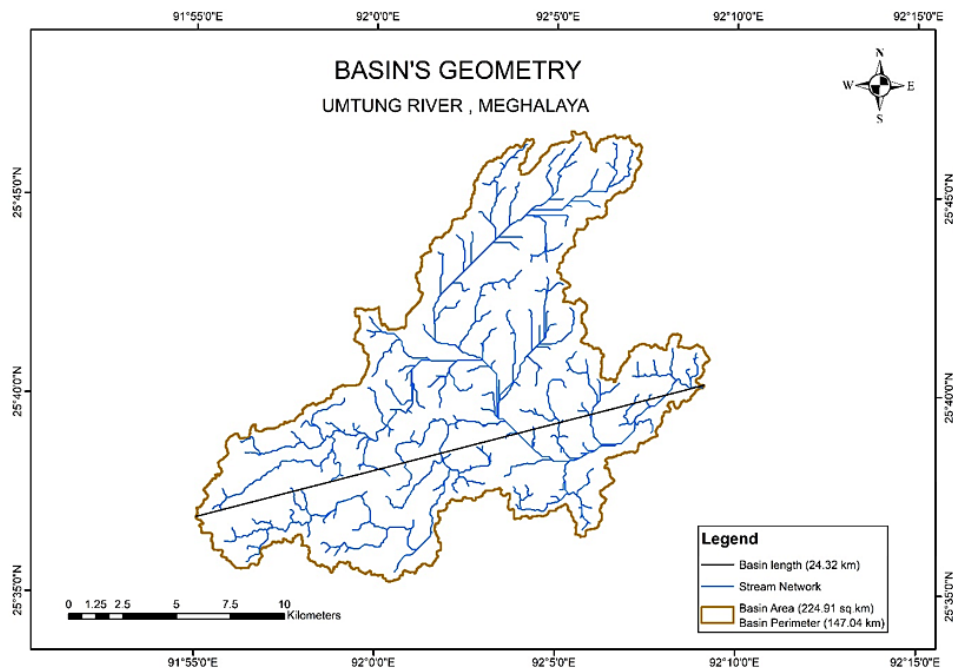 91°55'0"E 92°0'0"E 92°5'0"E 92°10'0"E 92°15'0"E
BASIN'S GEOMETRY
UMTUNG RIVER , MEGHALAYA
N
W E
S
25°45'0"N 25°45'0"N
25°40'0"N 25°40'0"N
25°35'0"N 25°35'0"N
Legend
Basin length (24.32 km)
Stream Network
Basin Area (224.91 sq.km)
Basin Perimeter (147.04 km)
0 1.25 2.5 5 7.5 10
Kilometers
91°55'0"E 92°0'0"E 92°5'0"E 92°10'0"E 92°15'0"E